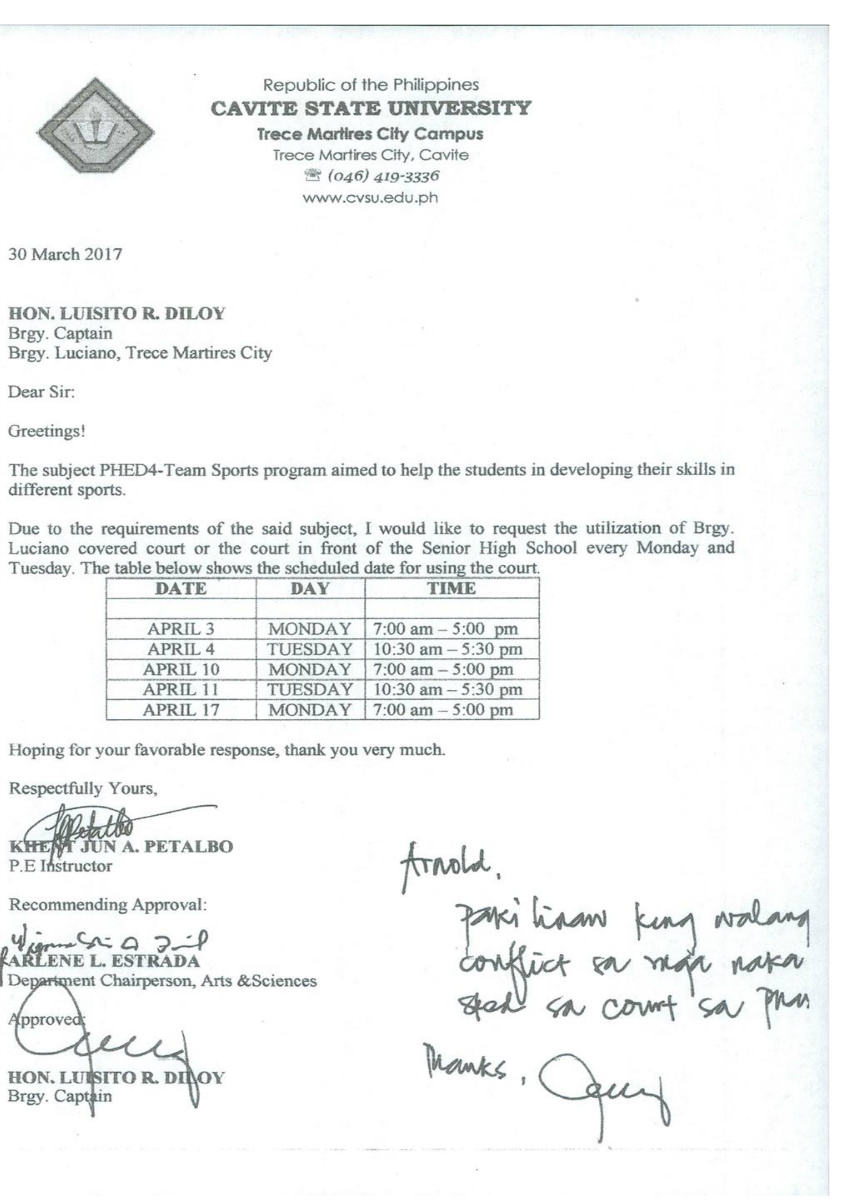 Republic of the Philippines
CAVITE STATE UNIVERSITY
Trece Martires City Campus
Trece Martires City, Cavite
☏ (046) 419-3336
www.cvsu.edu.ph
30 March 2017
HON. LUISITO R. DILOY
Brgy. Captain
Brgy. Luciano, Trece Martires City
Dear Sir:
Greetings!
The subject PHED4-Team Sports program aimed to help the students in developing their skills in
different sports.
Due to the requirements of the said subject, I would like to request the utilization of Brgy.
Luciano covered court or the court in front of the Senior High School every Monday and
Tuesday. The table below shows the scheduled date for using the court.
DATE DAY TIME
APRIL 3 MONDAY 7:00 am – 5:00 pm
APRIL 4 TUESDAY 10:30 am – 5:30 pm
APRIL 10 MONDAY 7:00 am – 5:00 pm
APRIL 11 TUESDAY 10:30 am – 5:30 pm
APRIL 17 MONDAY 7:00 am – 5:00 pm
Hoping for your favorable response, thank you very much.
Respectfully Yours,
KHENT JUN A. PETALBO
P.E Instructor
Recommending Approval:
ARLENE L. ESTRADA
Department Chairperson, Arts &Sciences
Approved:
HON. LUISITO R. DILOY
Brgy. Captain
Arnold,
paki linaw kung walang
conflict sa mga naka
sked sa court sa
Thanks,